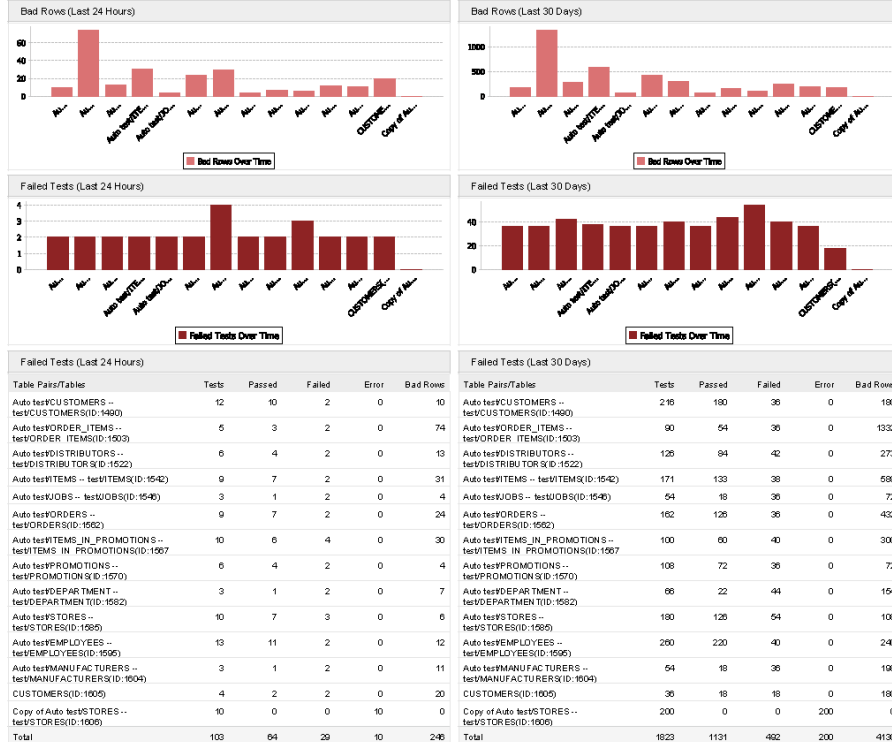 Bad Rows (Last 24 Hours)
60
40
20
0
Au...
Au...
Au...
Auto test/ITE...
Auto test/JO...
Au...
Au...
Au...
Au...
Au...
Au...
Au...
CUSTOME...
Copy of Au...
Bad Rows Over Time
Bad Rows (Last 30 Days)
1000
500
0
Au...
Au...
Au...
Auto test/ITE...
Auto test/JO...
Au...
Au...
Au...
Au...
Au...
Au...
Au...
CUSTOME...
Copy of Au...
Bad Rows Over Time
Failed Tests (Last 24 Hours)
4
3
2
1
0
Au...
Au...
Au...
Auto test/ITE...
Auto test/JO...
Au...
Au...
Au...
Au...
Au...
Au...
Au...
CUSTOMERS(...
Copy of Au...
Failed Tests Over Time
Failed Tests (Last 30 Days)
40
20
0
Au...
Au...
Au...
Auto test/ITE...
Auto test/JO...
Au...
Au...
Au...
Au...
Au...
Au...
Au...
CUSTOMERS(...
Copy of Au...
Failed Tests Over Time
Failed Tests (Last 24 Hours)
Table Pairs/Tables Tests Passed Failed Error Bad Rows
Auto test/CUSTOMERS -- 12 10 2 0 10
test/CUSTOMERS(ID:1490)
Auto test/ORDER_ITEMS -- 5 3 2 0 74
test/ORDER_ITEMS(ID:1503)
Auto test/DISTRIBUTORS -- 6 4 2 0 13
test/DISTRIBUTORS(ID:1522)
Auto test/ITEMS -- test/ITEMS(ID:1542) 9 7 2 0 31
Auto test/JOBS -- test/JOBS(ID:1546) 3 1 2 0 4
Auto test/ORDERS -- 9 7 2 0 24
test/ORDERS(ID:1562)
Auto test/ITEMS_IN_PROMOTIONS -- 10 6 4 0 30
test/ITEMS_IN_PROMOTIONS(ID:1567
Auto test/PROMOTIONS -- 6 4 2 0 4
test/PROMOTIONS(ID:1570)
Auto test/DEPARTMENT -- 3 1 2 0 7
test/DEPARTMENT(ID:1582)
Auto test/STORES -- 10 7 3 0 6
test/STORES(ID:1585)
Auto test/EMPLOYEES -- 13 11 2 0 12
test/EMPLOYEES(ID:1595)
Auto test/MANUFACTURERS -- 3 1 2 0 11
test/MANUFACTURERS(ID:1604)
CUSTOMERS(ID:1605) 4 2 2 0 20
Copy of Auto test/STORES -- 10 0 0 10 0
test/STORES(ID:1606)
Total 103 64 29 10 246
Failed Tests (Last 30 Days)
Table Pairs/Tables Tests Passed Failed Error Bad Rows
Auto test/CUSTOMERS -- 216 180 36 0 180
test/CUSTOMERS(ID:1490)
Auto test/ORDER_ITEMS -- 90 54 36 0 1332
test/ORDER_ITEMS(ID:1503)
Auto test/DISTRIBUTORS -- 126 84 42 0 273
test/DISTRIBUTORS(ID:1522)
Auto test/ITEMS -- test/ITEMS(ID:1542) 171 133 38 0 589
Auto test/JOBS -- test/JOBS(ID:1546) 54 18 36 0 72
Auto test/ORDERS -- 162 126 36 0 432
test/ORDERS(ID:1562)
Auto test/ITEMS_IN_PROMOTIONS -- 100 60 40 0 300
test/ITEMS_IN_PROMOTIONS(ID:1567
Auto test/PROMOTIONS -- 108 72 36 0 72
test/PROMOTIONS(ID:1570)
Auto test/DEPARTMENT -- 66 22 44 0 154
test/DEPARTMENT(ID:1582)
Auto test/STORES -- 180 126 54 0 108
test/STORES(ID:1585)
Auto test/EMPLOYEES -- 260 220 40 0 240
test/EMPLOYEES(ID:1595)
Auto test/MANUFACTURERS -- 54 18 36 0 198
test/MANUFACTURERS(ID:1604)
CUSTOMERS(ID:1605) 36 18 18 0 180
Copy of Auto test/STORES -- 200 0 0 200 0
test/STORES(ID:1606)
Total 1823 1131 492 200